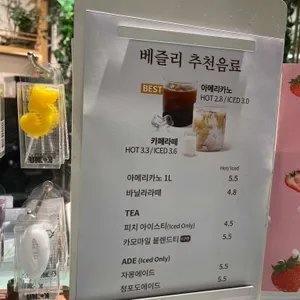 베즐리 추천음료
BEST
아메리카노
HOT 2.8 / ICED 3.0
카페라떼
HOT 3.3 / ICED 3.6
Hot/ Iced
아메리카노 1L 5.5
바닐라라떼 4.8
TEA
피치 아이스티(Iced Only) 4.5
카모마일 블렌드티 5.5
ADE (Iced Only)
자몽에이드 5.5
청포도에이드 5.5